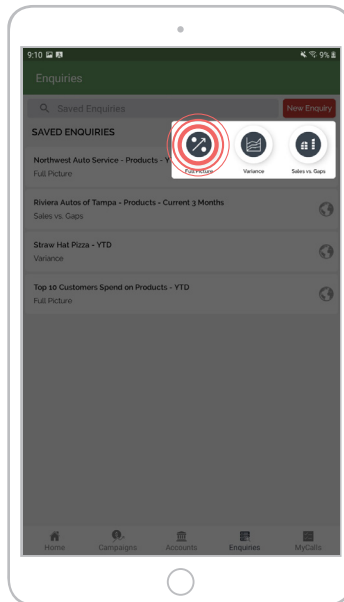 9:10 9%
Enquiries
Saved Enquiries New Enquiry
SAVED ENQUIRIES
Full Picture Variance Sales vs. Gaps
Northwest Auto Service - Products - Y
Full Picture
Riviera Autos of Tampa - Products - Current 3 Months
Sales vs. Gaps
Straw Hat Pizza - YTD
Variance
Top 10 Customers Spend on Products - YTD
Full Picture
Home Campaigns Accounts Enquiries MyCalls